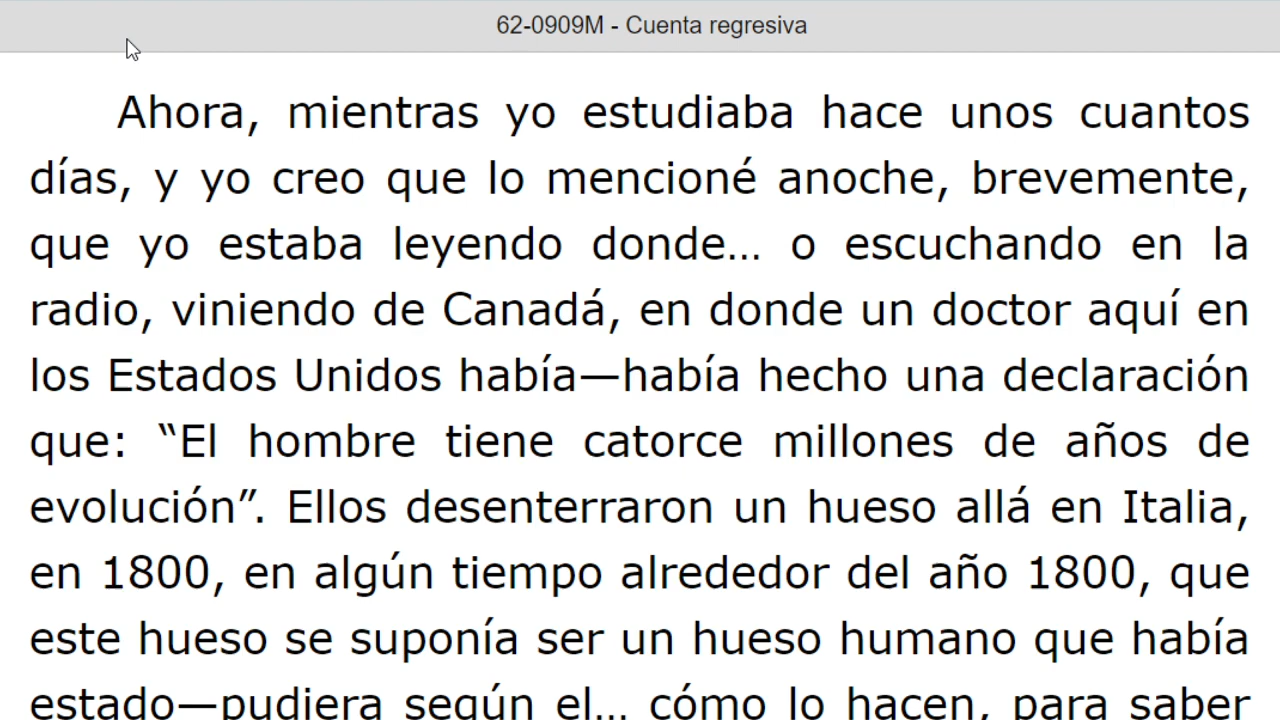 62-0909M - Cuenta regresiva
Ahora, mientras yo estudiaba hace unos cuantos
días, y yo creo que lo mencioné anoche, brevemente,
que yo estaba leyendo donde… o escuchando en la
radio, viniendo de Canadá, en donde un doctor aquí en
los Estados Unidos había—había hecho una declaración
que: “El hombre tiene catorce millones de años de
evolución”. Ellos desenterraron un hueso allá en Italia,
en 1800, en algún tiempo alrededor del año 1800, que
este hueso se suponía ser un hueso humano que había
estado—pudiera según el… cómo lo hacen, para saber